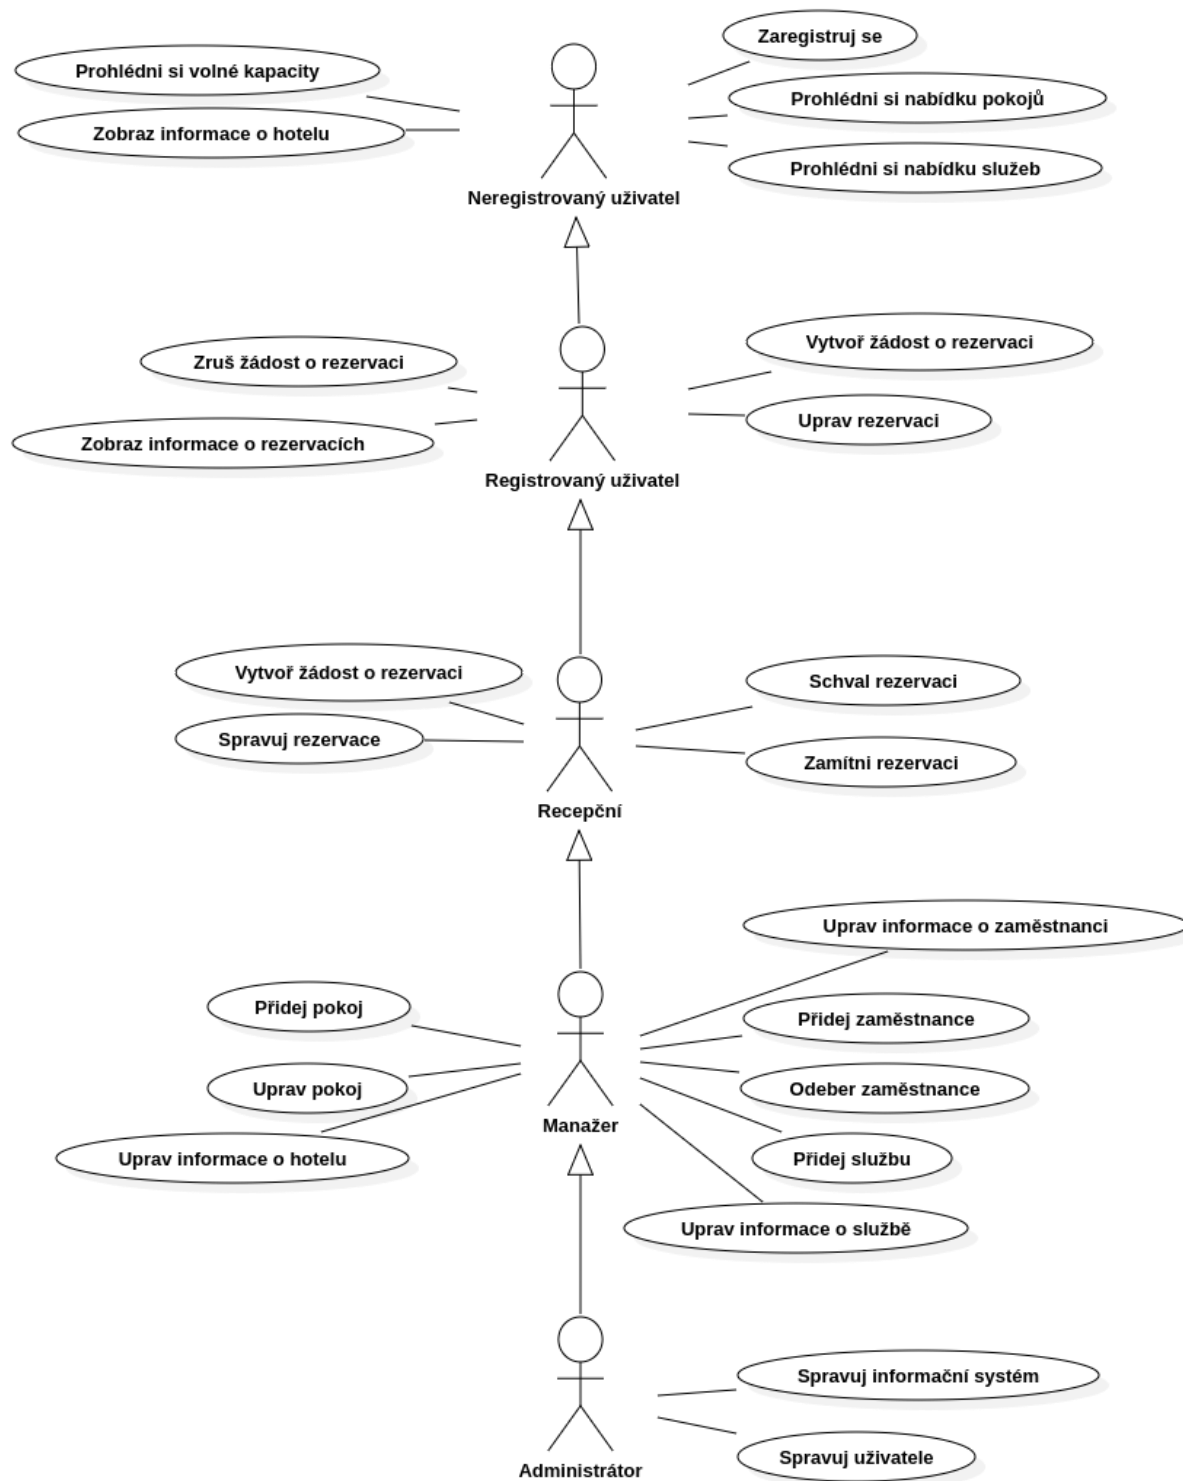 Zaregistruj se
Prohlédni si volné kapacity
Prohlédni si nabídku pokojů
Zobraz informace o hotelu
Prohlédni si nabídku služeb
Neregistrovaný uživatel
Vytvoř žádost o rezervaci
Zruš žádost o rezervaci
Uprav rezervaci
Zobraz informace o rezervacích
Registrovaný uživatel
Vytvoř žádost o rezervaci
Schval rezervaci
Spravuj rezervace
Zamítni rezervaci
Recepční
Uprav informace o zaměstnanci
Přidej pokoj
Přidej zaměstnance
Uprav pokoj
Odeber zaměstnance
Manažer
Uprav informace o hotelu
Přidej službu
Uprav informace o službě
Spravuj informační systém
Spravuj uživatele
Administrátor